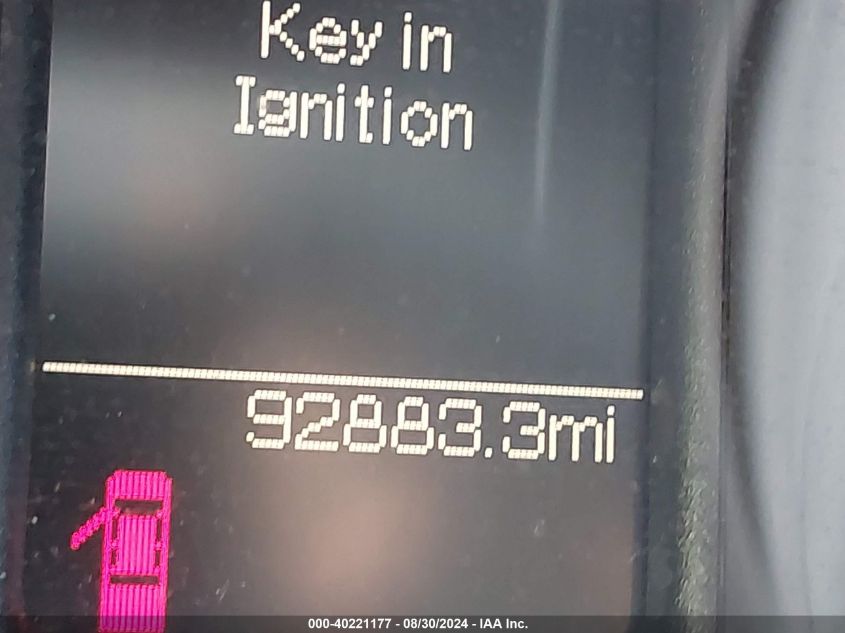 Key in
Ignition
92883.3mi
000-40221177 - 08/30/2024 - IAA Inc.